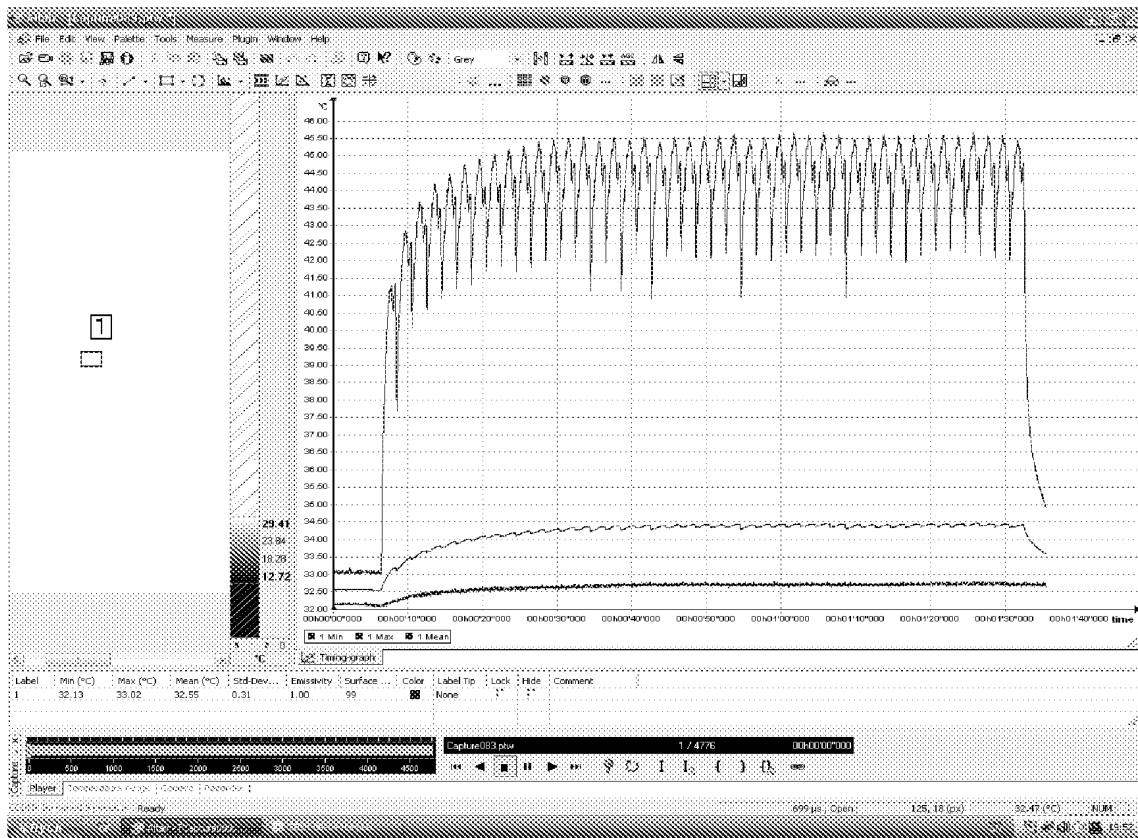 File Edit View Palette Tools Measure Plugin Window Help
Grey
°C
46.00
45.50
45.00
44.50
44.00
43.50
43.00
42.50
42.00
41.50
41.00
40.50
40.00
39.50
39.00
38.50
38.00
37.50
37.00
36.50
36.00
35.50
35.00
34.50
34.00
33.50
33.00
32.50
32.00
1
29.41
23.84
18.28
12.72
°C
00h00'00"000 00h00'10"000 00h00'20"000 00h00'30"000 00h00'40"000 00h00'50"000 00h01'00"000 00h01'10"000 00h01'20"000 00h01'30"000 00h01'40"000 time
1 Min 1 Max 1 Mean
Timing-graph
Label Min (°C) Max (°C) Mean (°C) Std-Dev... Emissivity Surface ... Color Label Tip Lock Hide Comment
1 32.13 33.02 32.55 0.31 1.00 99 None
Capture083.ptw 1 / 4776 00h00'00"000
0 500 1000 1500 2000 2500 3000 3500 4000 4500
Player
Ready 699 µs, Open 125, 18 (px) 32.47 (°C) NUM